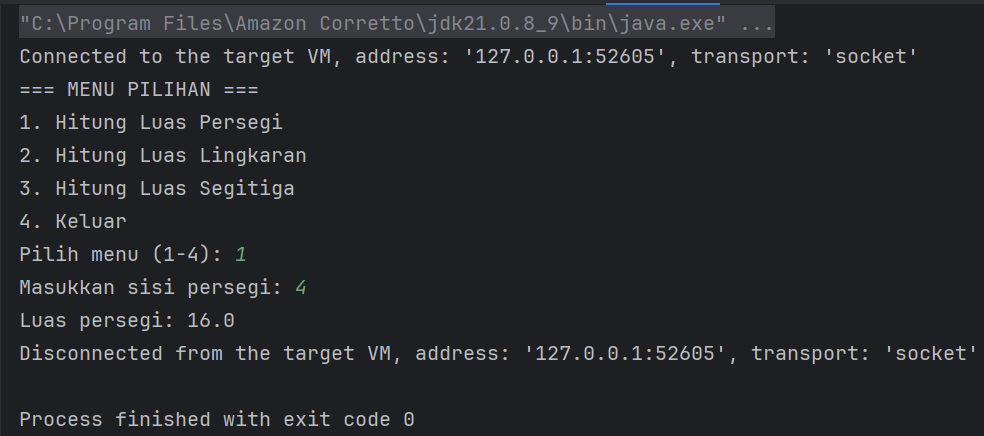 "C:\Program Files\Amazon Corretto\jdk21.0.8_9\bin\java.exe" ...
Connected to the target VM, address: '127.0.0.1:52605', transport: 'socket'
=== MENU PILIHAN ===
1. Hitung Luas Persegi
2. Hitung Luas Lingkaran
3. Hitung Luas Segitiga
4. Keluar
Pilih menu (1-4): 1
Masukkan sisi persegi: 4
Luas persegi: 16.0
Disconnected from the target VM, address: '127.0.0.1:52605', transport: 'socket'
Process finished with exit code 0